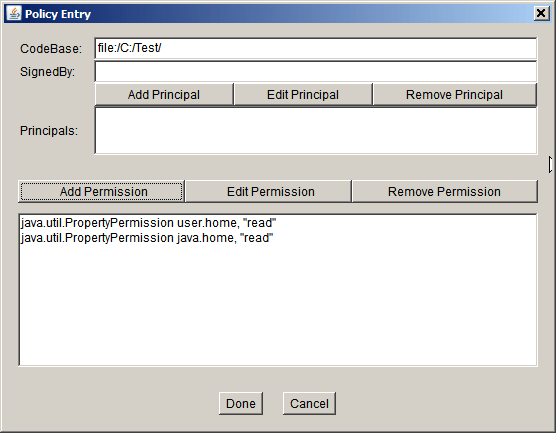 Policy Entry
CodeBase: file:/C:/Test/
SignedBy:
Add Principal Edit Principal Remove Principal
Principals:
Add Permission Edit Permission Remove Permission
java.util.PropertyPermission user.home, "read"
java.util.PropertyPermission java.home, "read"
Done Cancel